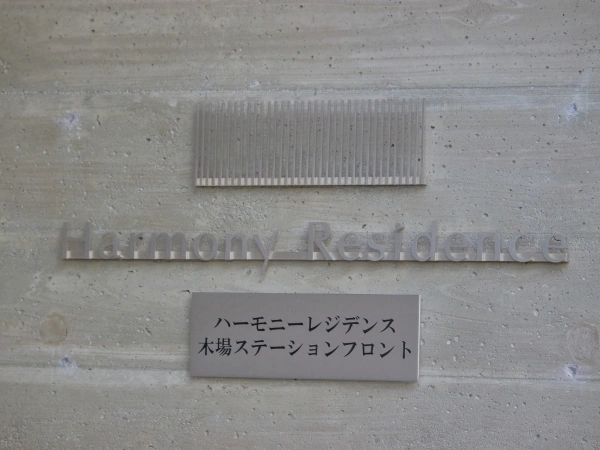 Harmony Residence
ハーモニーレジデンス
木場ステーションフロント